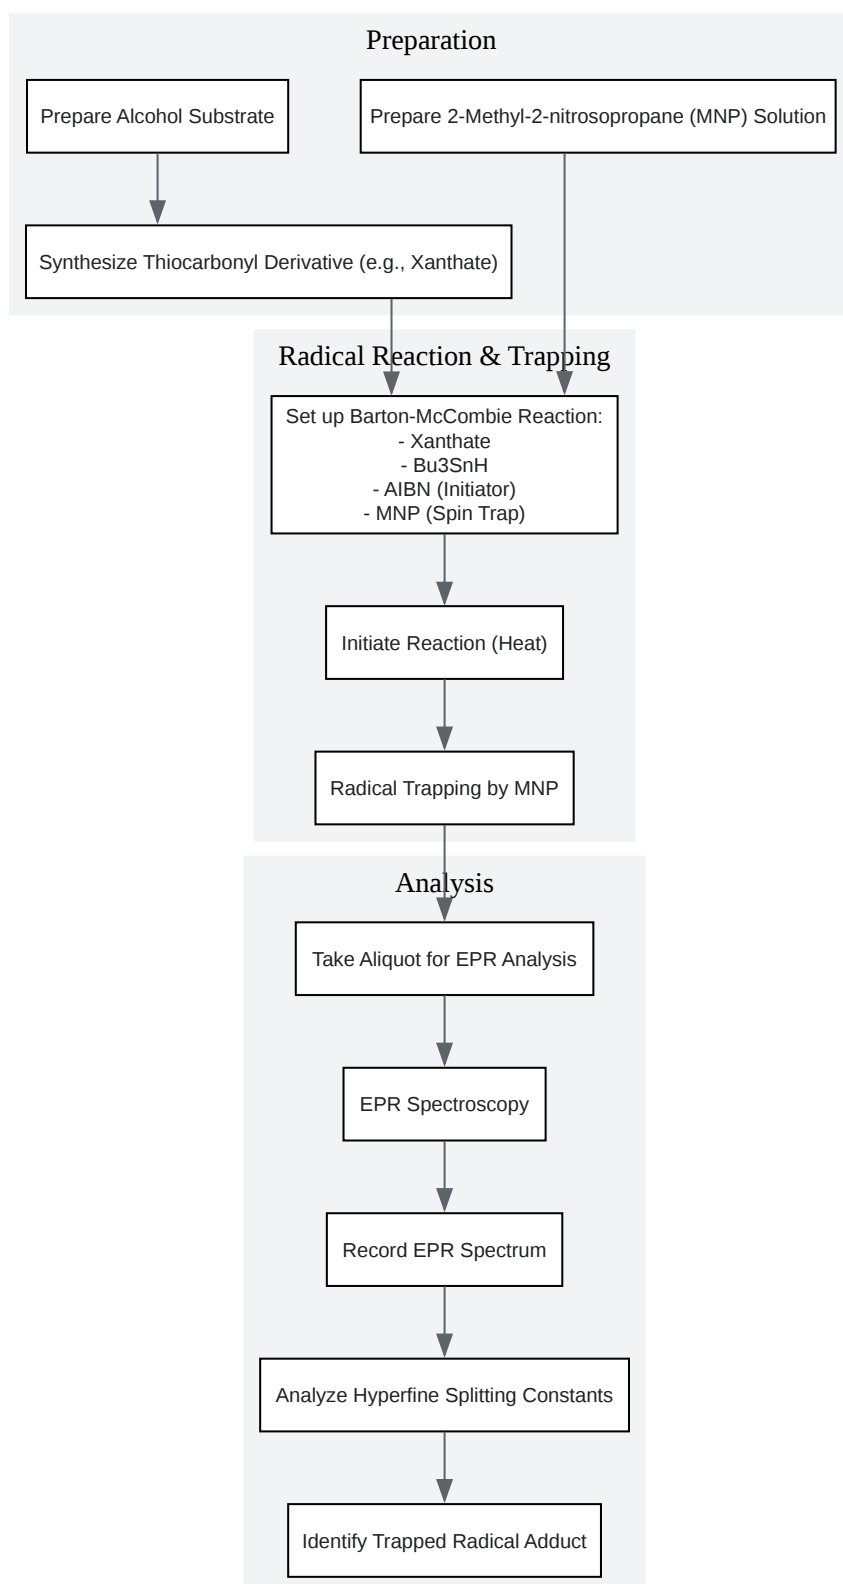 Preparation
Prepare Alcohol Substrate
Prepare 2-Methyl-2-nitrosopropane (MNP) Solution
Synthesize Thiocarbonyl Derivative (e.g., Xanthate)
Radical Reaction & Trapping
Set up Barton-McCombie Reaction:
- Xanthate
- Bu3SnH
- AIBN (Initiator)
- MNP (Spin Trap)
Initiate Reaction (Heat)
Radical Trapping by MNP
Analysis
Take Aliquot for EPR Analysis
EPR Spectroscopy
Record EPR Spectrum
Analyze Hyperfine Splitting Constants
Identify Trapped Radical Adduct